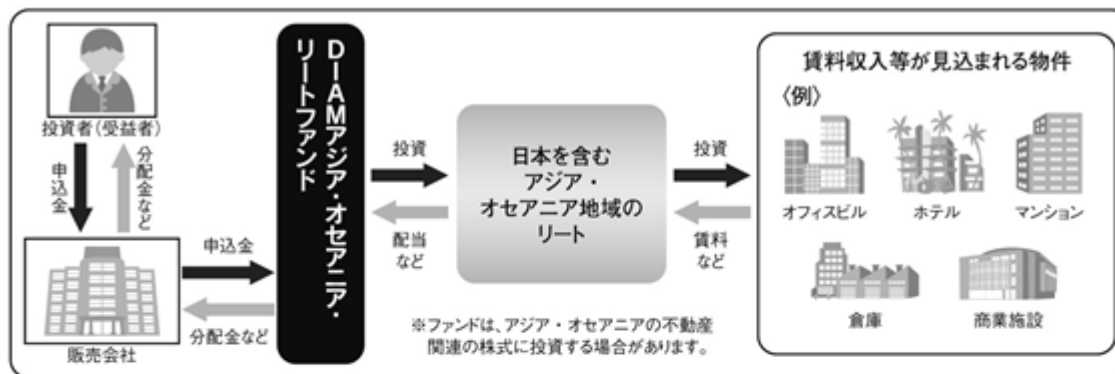 投資者(受益者)
申込金
分配金など
販売会社
申込金
分配金など
DIAMアジア・オセアニア・
リートファンド
投資
配当
など
日本を含む
アジア・
オセアニア地域の
リート
※ファンドは、アジア・オセアニアの不動産
関連の株式に投資する場合があります。
投資
賃料
など
賃料収入等が見込まれる物件
〈例〉
オフィスビル
ホテル
マンション
倉庫
商業施設